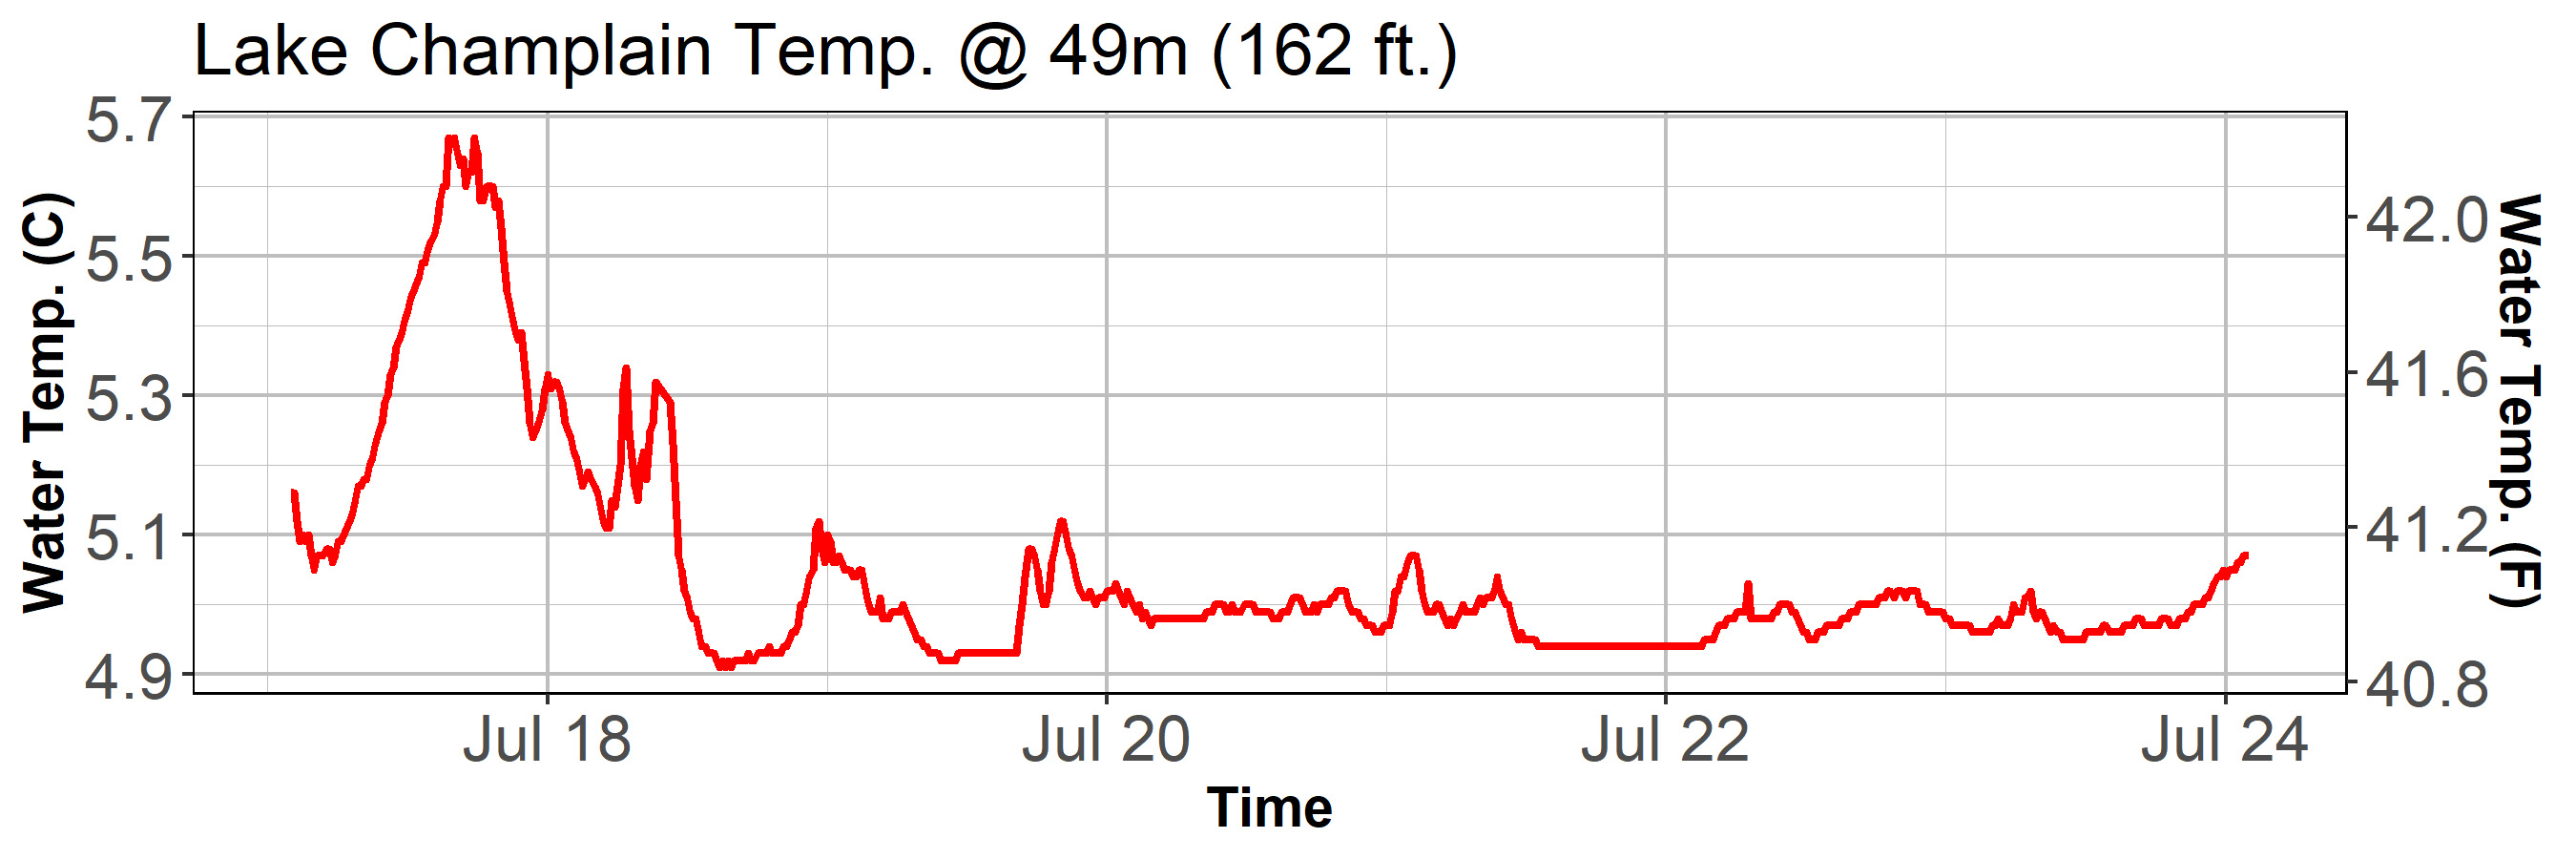 Lake Champlain Temp. @ 49m (162 ft.)
Water Temp. (C)
5.7
5.5
5.3
5.1
4.9
42.0
41.6
41.2
40.8
Water Temp. (F)
Jul 18 Jul 20 Jul 22 Jul 24
Time